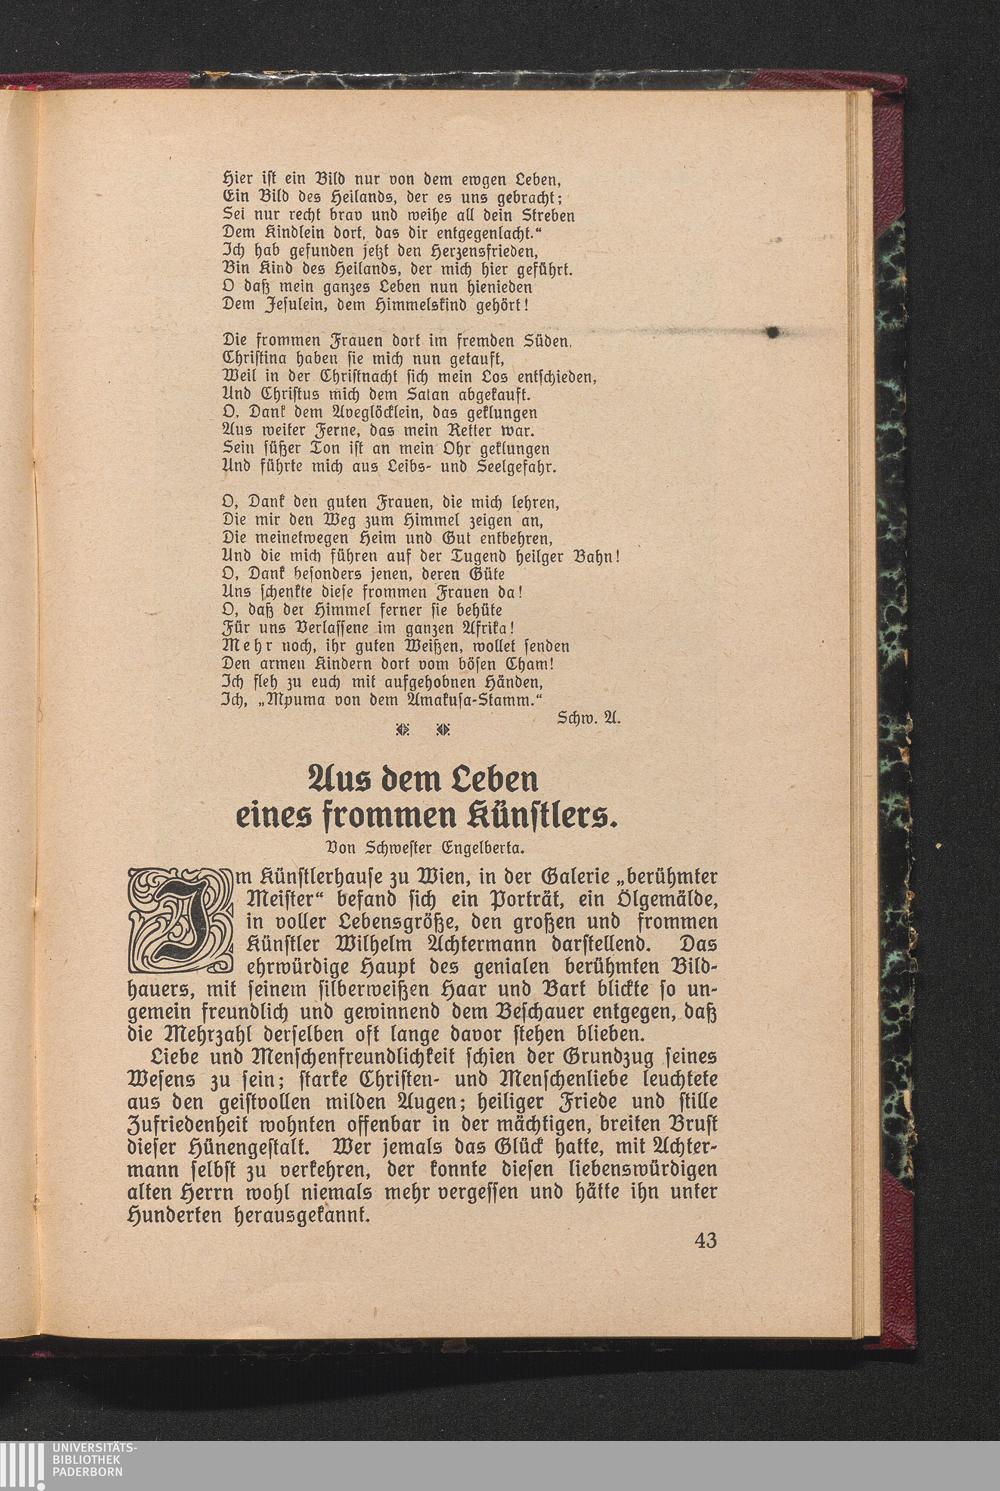 Hier ist ein Bild nur von dem ewgen Leben,
Ein Bild des Heilands, der es uns gebracht;
Sei nur recht brav und weihe all dein Streben
Dem Kindlein dort, das dir entgegenlacht.“
Ich hab gefunden jetzt den Herzensfrieden,
Bin Kind des Heilands, der mich hier geführt.
O daß mein ganzes Leben nun hienieden
Dem Jesulein, dem Himmelskind gehört!
Die frommen Frauen dort im fremden Süden,
Christina haben sie mich nun getauft,
Weil in der Christnacht sich mein Los entschieden,
Und Christus mich dem Satan abgekauft.
O, Dank dem Aveglöcklein, das geklungen
Aus weiter Ferne, das mein Retter war.
Sein süßer Ton ist an mein Ohr geklungen
Und führte mich aus Leibs- und Seelgefahr.
O, Dank den guten Frauen, die mich lehren,
Die mir den Weg zum Himmel zeigen an,
Die meinetwegen Heim und Gut entbehren,
Und die mich führen auf der Tugend heilger Bahn!
O, Dank besonders jenen, deren Güte
Uns schenkte diese frommen Frauen da!
O, daß der Himmel ferner sie behüte
Für uns Verlassene im ganzen Afrika!
Mehr noch, ihr guten Weißen, wollet senden
Den armen Kindern dort vom bösen Cham!
Ich fleh zu euch mit aufgehobnen Händen,
Ich, „Mpuma von dem Amakusa-Stamm.“
Schw. A.
Aus dem Leben
eines frommen Künstlers.
Von Schwester Engelberta.
Im Künstlerhause zu Wien, in der Galerie „berühmter
Meister“ befand sich ein Porträt, ein Ölgemälde,
in voller Lebensgröße, den großen und frommen
Künstler Wilhelm Achtermann darstellend. Das
ehrwürdige Haupt des genialen berühmten Bild-
hauers, mit seinem silberweißen Haar und Bart blickte so un-
gemein freundlich und gewinnend dem Beschauer entgegen, daß
die Mehrzahl derselben oft lange davor stehen blieben.
Liebe und Menschenfreundlichkeit schien der Grundzug seines
Wesens zu sein; starke Christen- und Menschenliebe leuchtete
aus den geistvollen milden Augen; heiliger Friede und stille
Zufriedenheit wohnten offenbar in der mächtigen, breiten Brust
dieser Hünengestalt. Wer jemals das Glück hatte, mit Achter-
mann selbst zu verkehren, der konnte diesen liebenswürdigen
alten Herrn wohl niemals mehr vergessen und hätte ihn unter
Hunderten herausgekannt.
43
UNIVERSITÄTS-
BIBLIOTHEK
PADERBORN